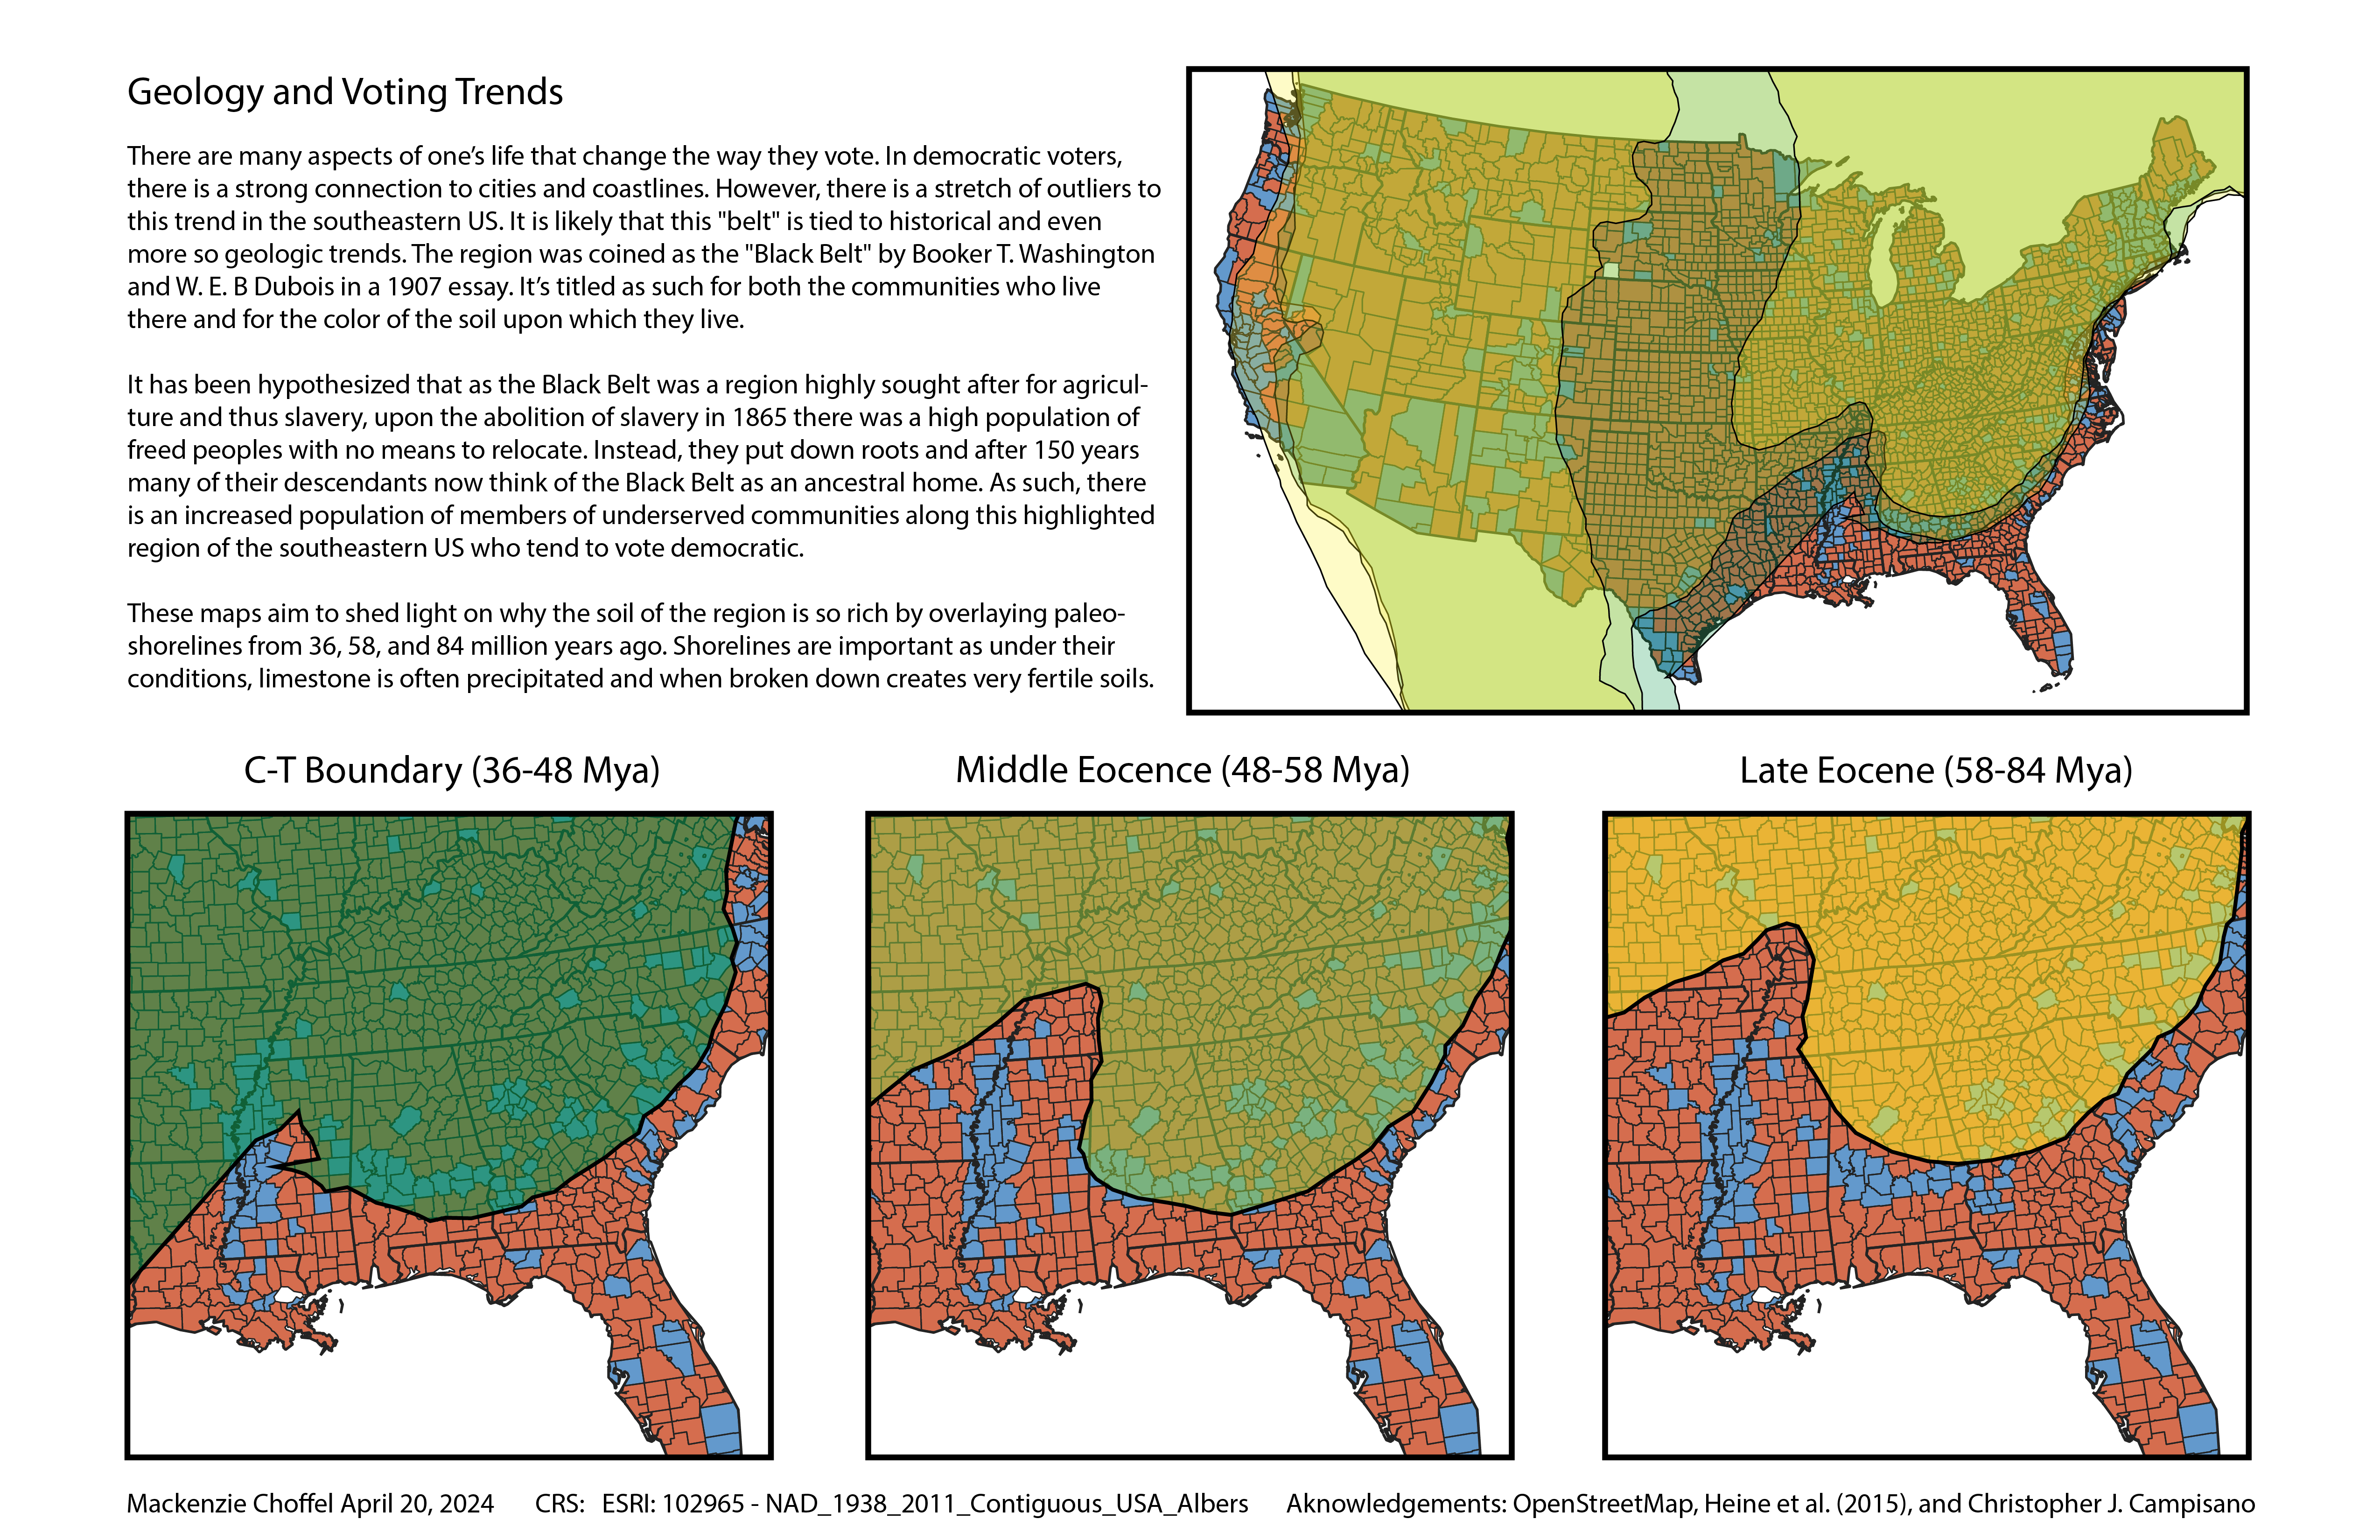 Geology and Voting Trends
There are many aspects of one’s life that change the way they vote. In democratic voters,
there is a strong connection to cities and coastlines. However, there is a stretch of outliers to
this trend in the southeastern US. It is likely that this "belt" is tied to historical and even
more so geologic trends. The region was coined as the "Black Belt" by Booker T. Washington
and W. E. B Dubois in a 1907 essay. It’s titled as such for both the communities who live
there and for the color of the soil upon which they live.
It has been hypothesized that as the Black Belt was a region highly sought after for agricul-
ture and thus slavery, upon the abolition of slavery in 1865 there was a high population of
freed peoples with no means to relocate. Instead, they put down roots and after 150 years
many of their descendants now think of the Black Belt as an ancestral home. As such, there
is an increased population of members of underserved communities along this highlighted
region of the southeastern US who tend to vote democratic.
These maps aim to shed light on why the soil of the region is so rich by overlaying paleo-
shorelines from 36, 58, and 84 million years ago. Shorelines are important as under their
conditions, limestone is often precipitated and when broken down creates very fertile soils.
C-T Boundary (36-48 Mya)
Middle Eocence (48-58 Mya)
Late Eocene (58-84 Mya)
Mackenzie Choffel April 20, 2024
CRS: ESRI: 102965 - NAD_1938_2011_Contiguous_USA_Albers
Aknowledgements: OpenStreetMap, Heine et al. (2015), and Christopher J. Campisano